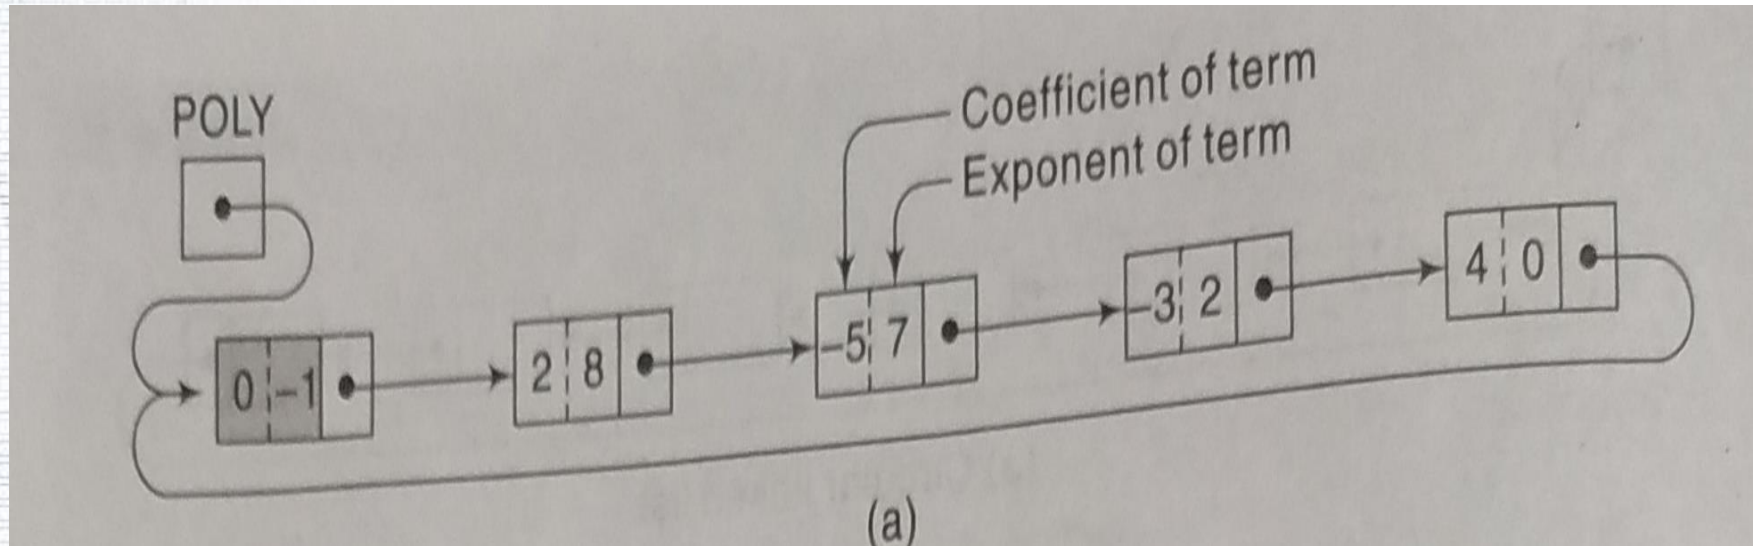 POLY
Coefficient of term
Exponent of term
0 -1
2 8
-5 7
-3 2
4 0
(a)